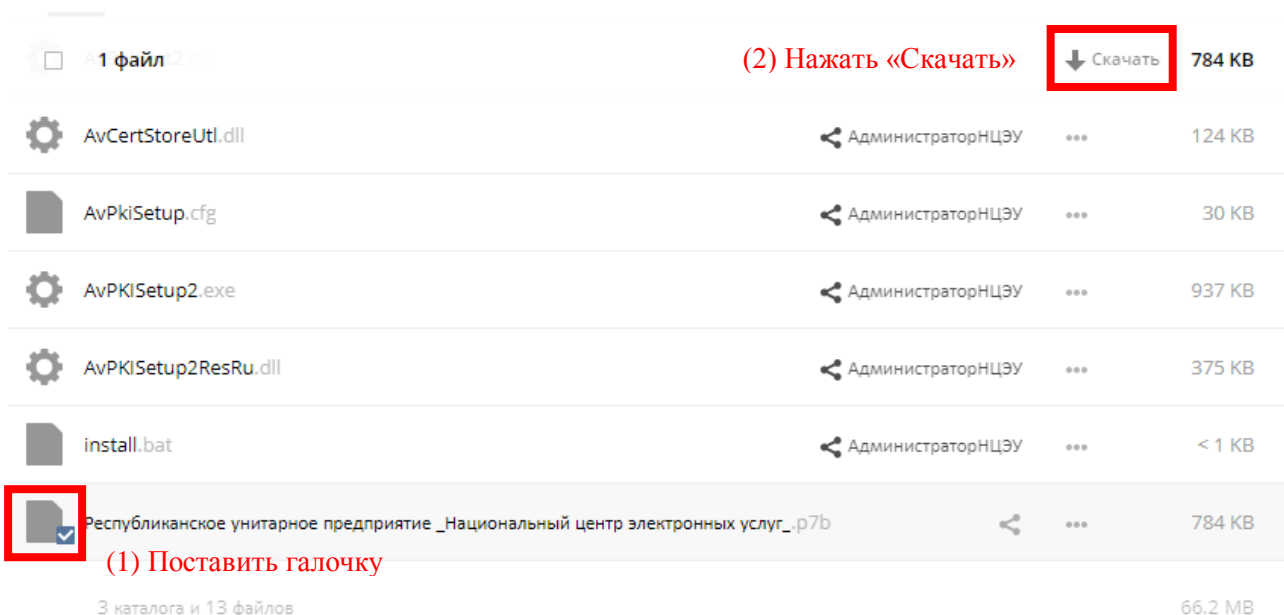 1 файл (2) Нажать «Скачать» Скачать 784 KB
AvCertStoreUtl.dll АдминистраторНЦЭУ 124 KB
AvPkiSetup.cfg АдминистраторНЦЭУ 30 KB
AvPKISetup2.exe АдминистраторНЦЭУ 937 KB
AvPKISetup2ResRu.dll АдминистраторНЦЭУ 375 KB
install.bat АдминистраторНЦЭУ < 1 KB
Республиканское унитарное предприятие _Национальный центр электронных услуг_.p7b 784 KB
(1) Поставить галочку
3 каталога и 13 файлов 66.2 MB